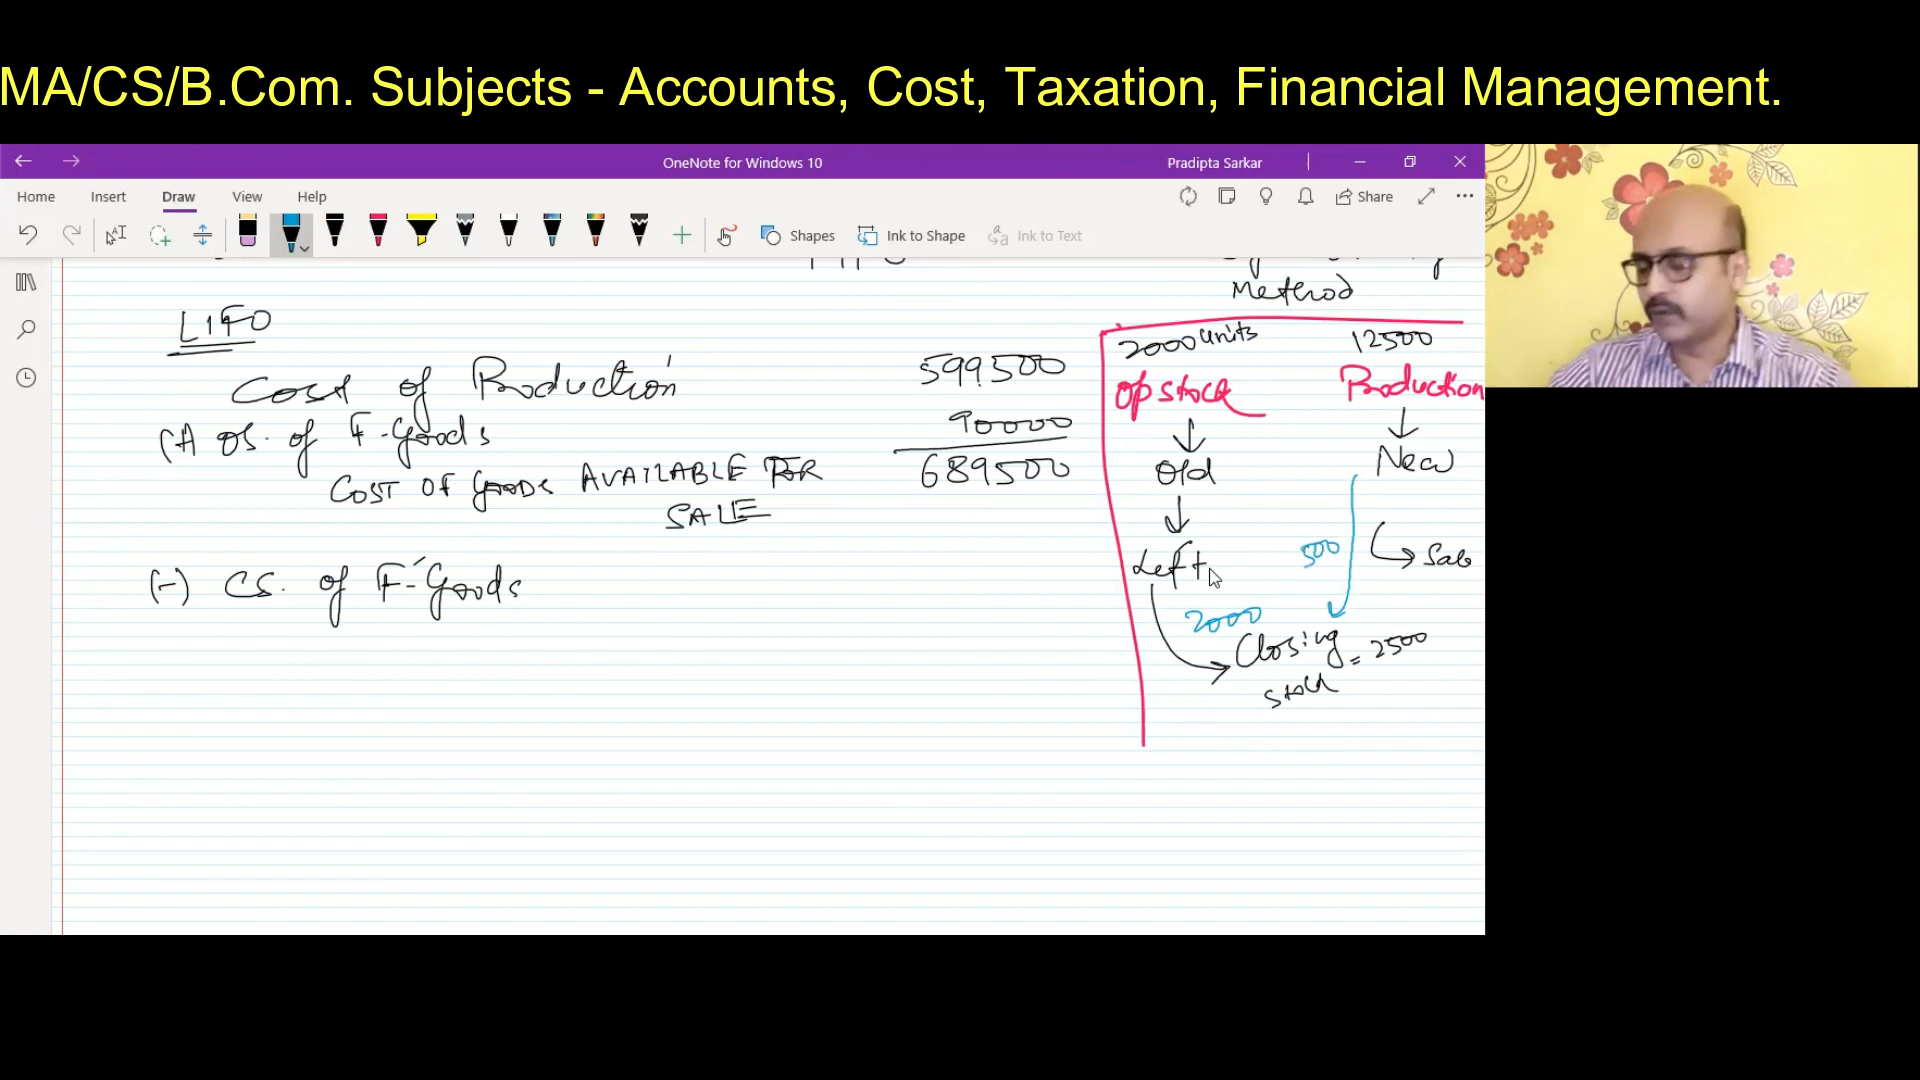 MA/CS/B.Com. Subjects - Accounts, Cost, Taxation, Financial Management.
OneNote for Windows 10
Pradipta Sarkar
Home Insert Draw View Help
Share
Shapes Ink to Shape Ink to Text
Method
LIFO
2000 units 12500
Cost of Production 599500
Op stock Production
(A OS. of F-Goods 90000
Old New
COST OF GOODS AVAILABLE FOR 689500
SALE
Left 500 Sale
(-) CS. of F-Goods
2000
Closing = 2500
stock